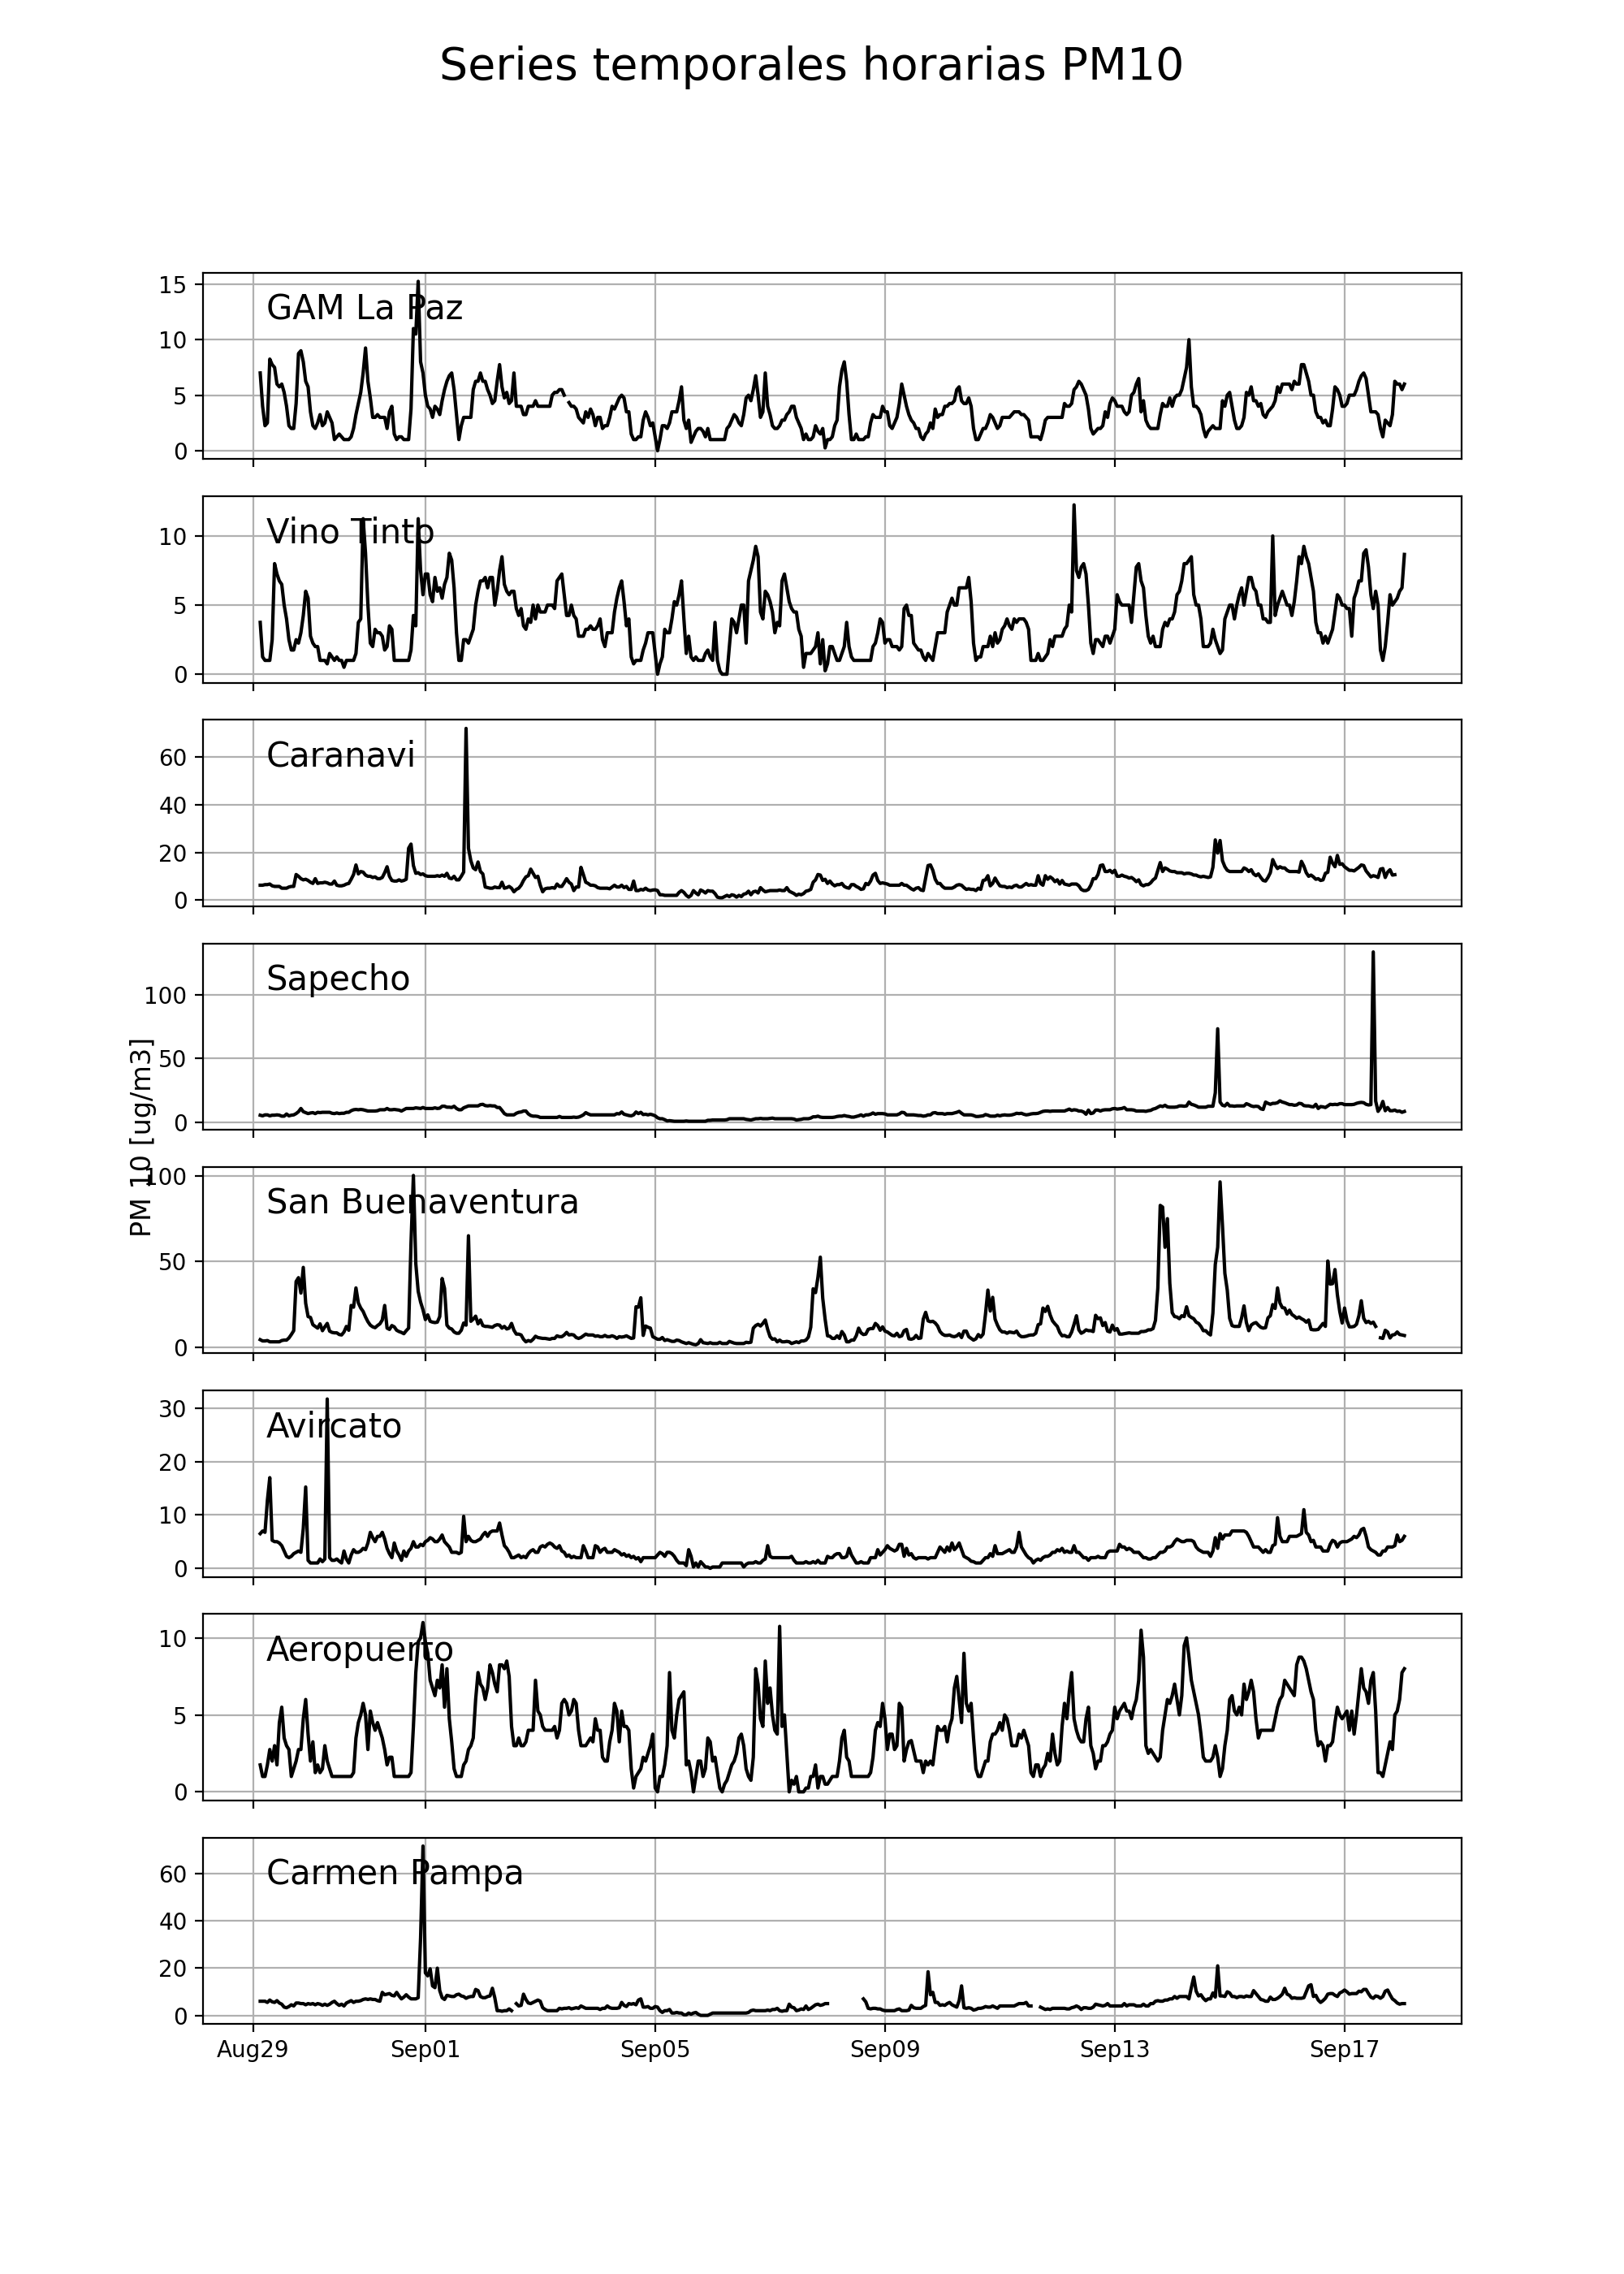 Series temporales horarias PM10
15
GAM La Paz
10
5
0
Vino Tinto
10
5
0
Caranavi
60
40
20
0
Sapecho
100
50
0
PM 10 [ug/m3]
100
San Buenaventura
50
0
30
Avircato
20
10
0
10
Aeropuerto
5
0
60
Carmen Pampa
40
20
0
Aug29 Sep01 Sep05 Sep09 Sep13 Sep17